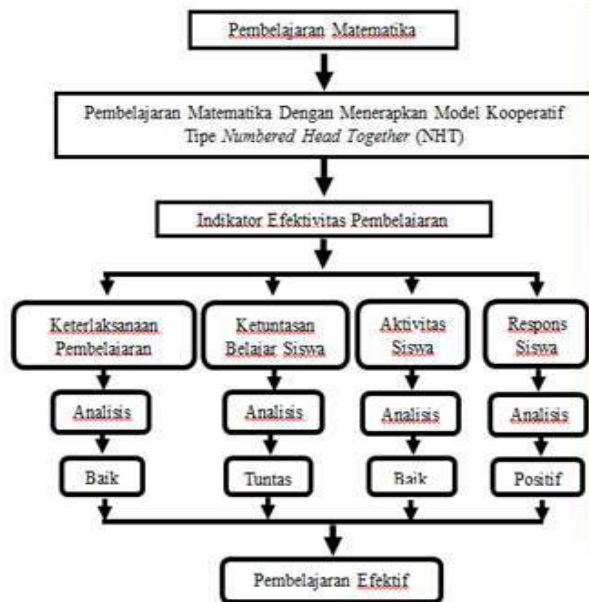 Pembelajaran Matematika
Pembelajaran Matematika Dengan Menerapkan Model Kooperatif
Tipe Numbered Head Together (NHT)
Indikator Efektivitas Pembelajaran
Keterlaksanaan
Pembelajaran
Ketuntasan
Belajar Siswa
Aktivitas
Siswa
Respons
Siswa
Analisis
Analisis
Analisis
Analisis
Baik
Tuntas
Baik
Positif
Pembelajaran Efektif